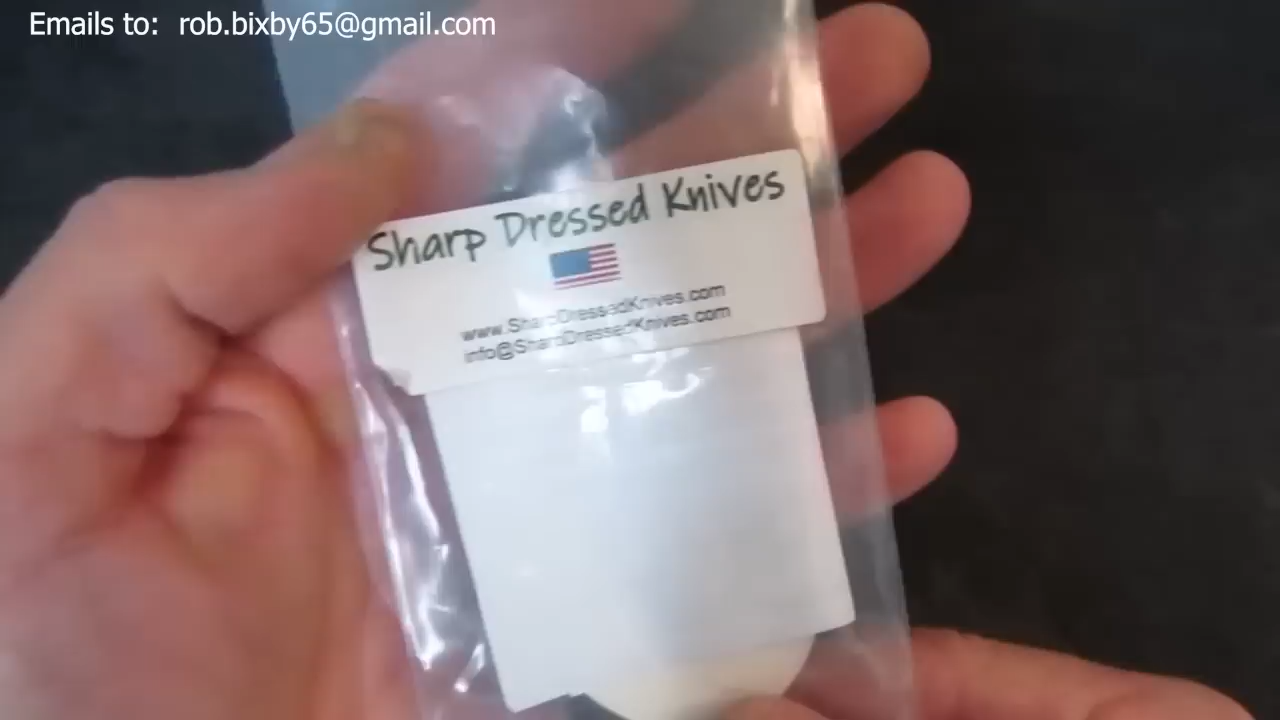 Emails to: rob.bixby65@gmail.com
Sharp Dressed Knives
www.SharpDressedKnives.com
info@SharpDressedKnives.com